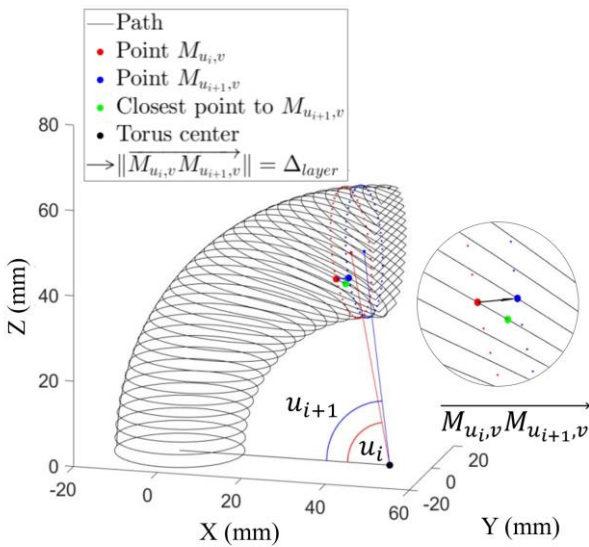 Path
Point M_{u_i,v}
Point M_{u_{i+1},v}
Closest point to M_{u_{i+1},v}
Torus center
‖\overrightarrow{M_{u_i,v}M_{u_{i+1},v}}‖ = Δ_{layer}
80
60
40
20
0
Z (mm)
-20
0
20
40
60
X (mm)
-20
0
20
Y (mm)
u_{i+1}
u_i
\overrightarrow{M_{u_i,v}M_{u_{i+1},v}}